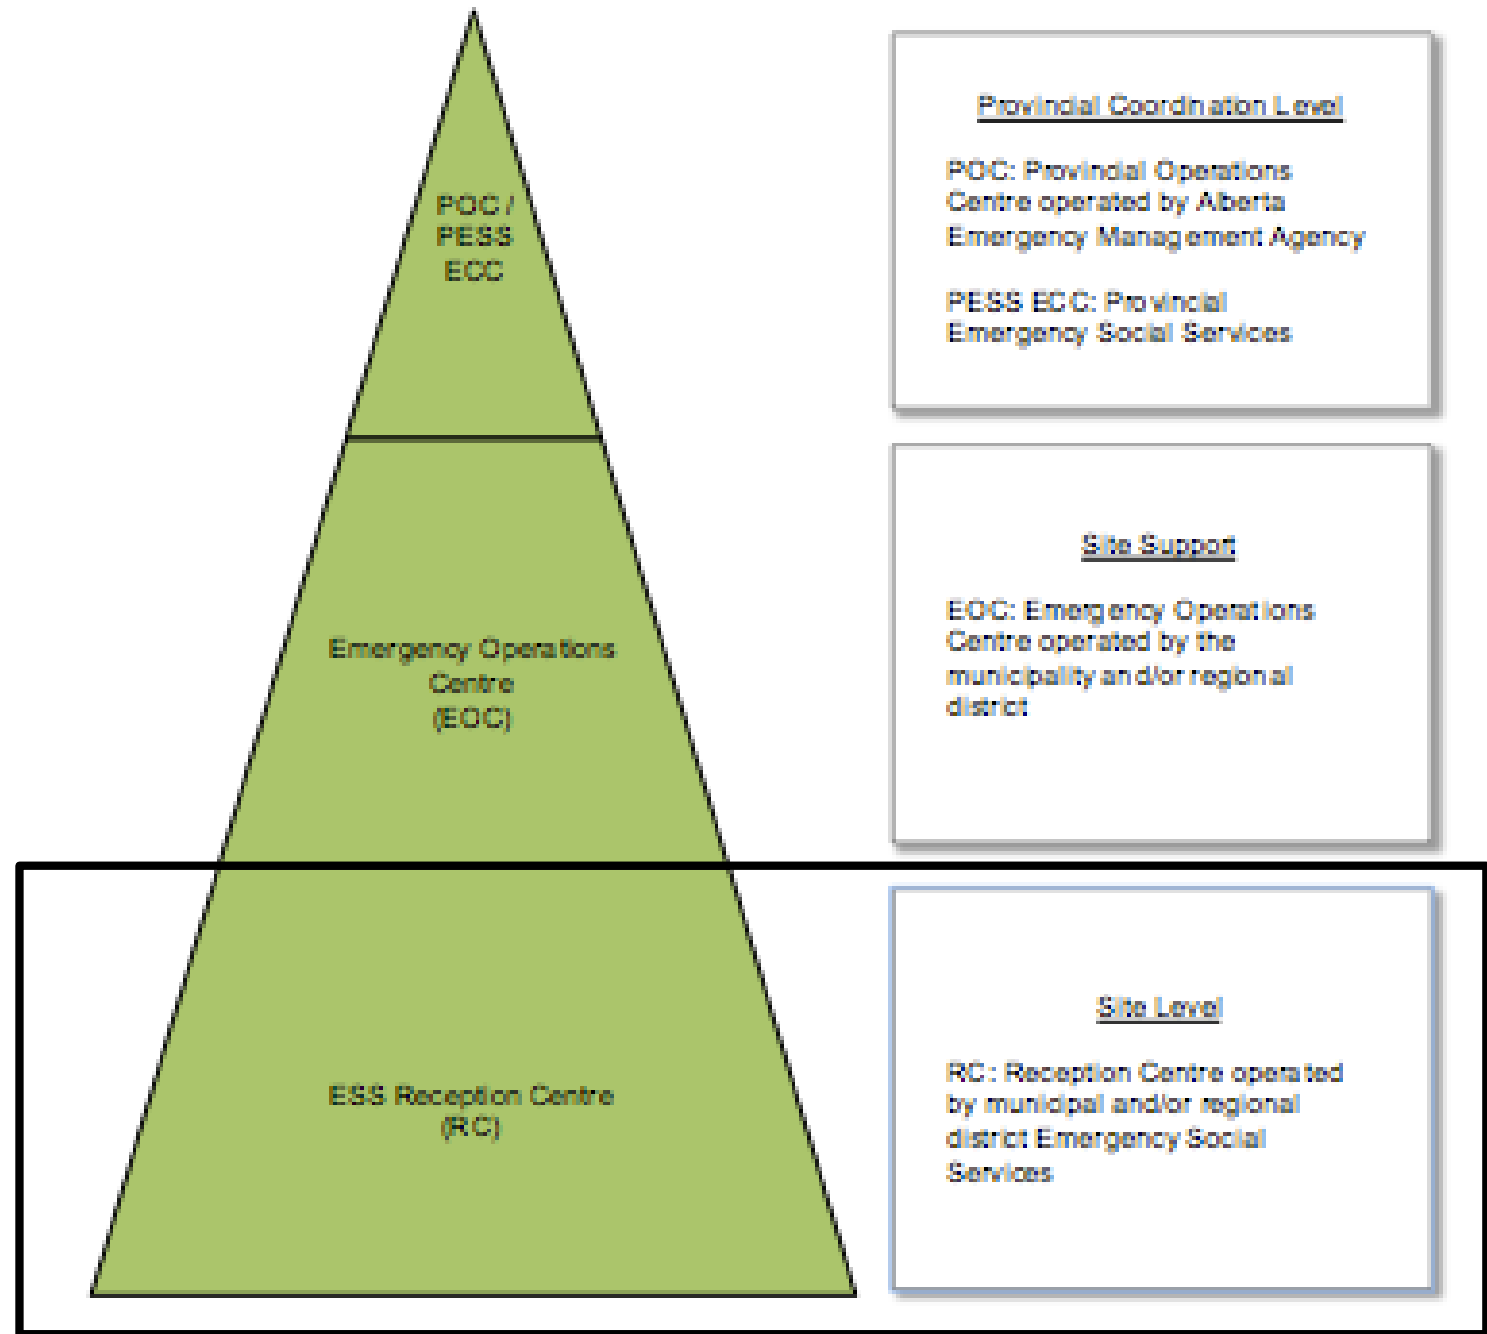 POC /
PESS
ECC
Provincial Coordination Level
POC: Provincial Operations
Centre operated by Alberta
Emergency Management Agency
PESS ECC: Provincial
Emergency Social Services
Emergency Operations
Centre
(EOC)
Site Support
EOC: Emergency Operations
Centre operated by the
municipality and/or regional
district
ESS Reception Centre
(RC)
Site Level
RC: Reception Centre operated
by municipal and/or regional
district Emergency Social
Services